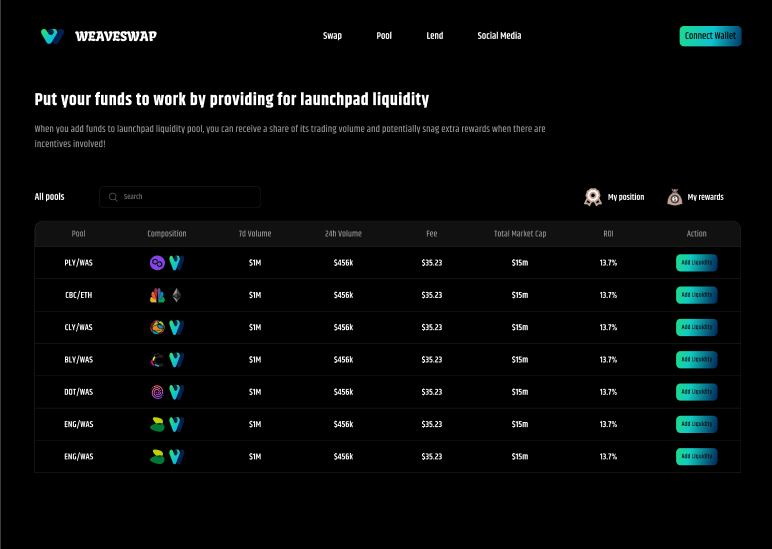 WEAVESWAP Swap Pool Lend Social Media Connect Wallet
Put your funds to work by providing for launchpad liquidity
When you add funds to launchpad liquidity pool, you can receive a share of its trading volume and potentially snag extra rewards when there are
incentives involved!
All pools Search My position My rewards
Pool Composition 7d Volume 24h Volume Fee Total Market Cap ROI Action
PLY/WAS $1M $456k $35.23 $15m 13.7% Add Liquidity
CBC/ETH $1M $456k $35.23 $15m 13.7% Add Liquidity
CLY/WAS $1M $456k $35.23 $15m 13.7% Add Liquidity
BLY/WAS $1M $456k $35.23 $15m 13.7% Add Liquidity
DOT/WAS $1M $456k $35.23 $15m 13.7% Add Liquidity
ENG/WAS $1M $456k $35.23 $15m 13.7% Add Liquidity
ENG/WAS $1M $456k $35.23 $15m 13.7% Add Liquidity